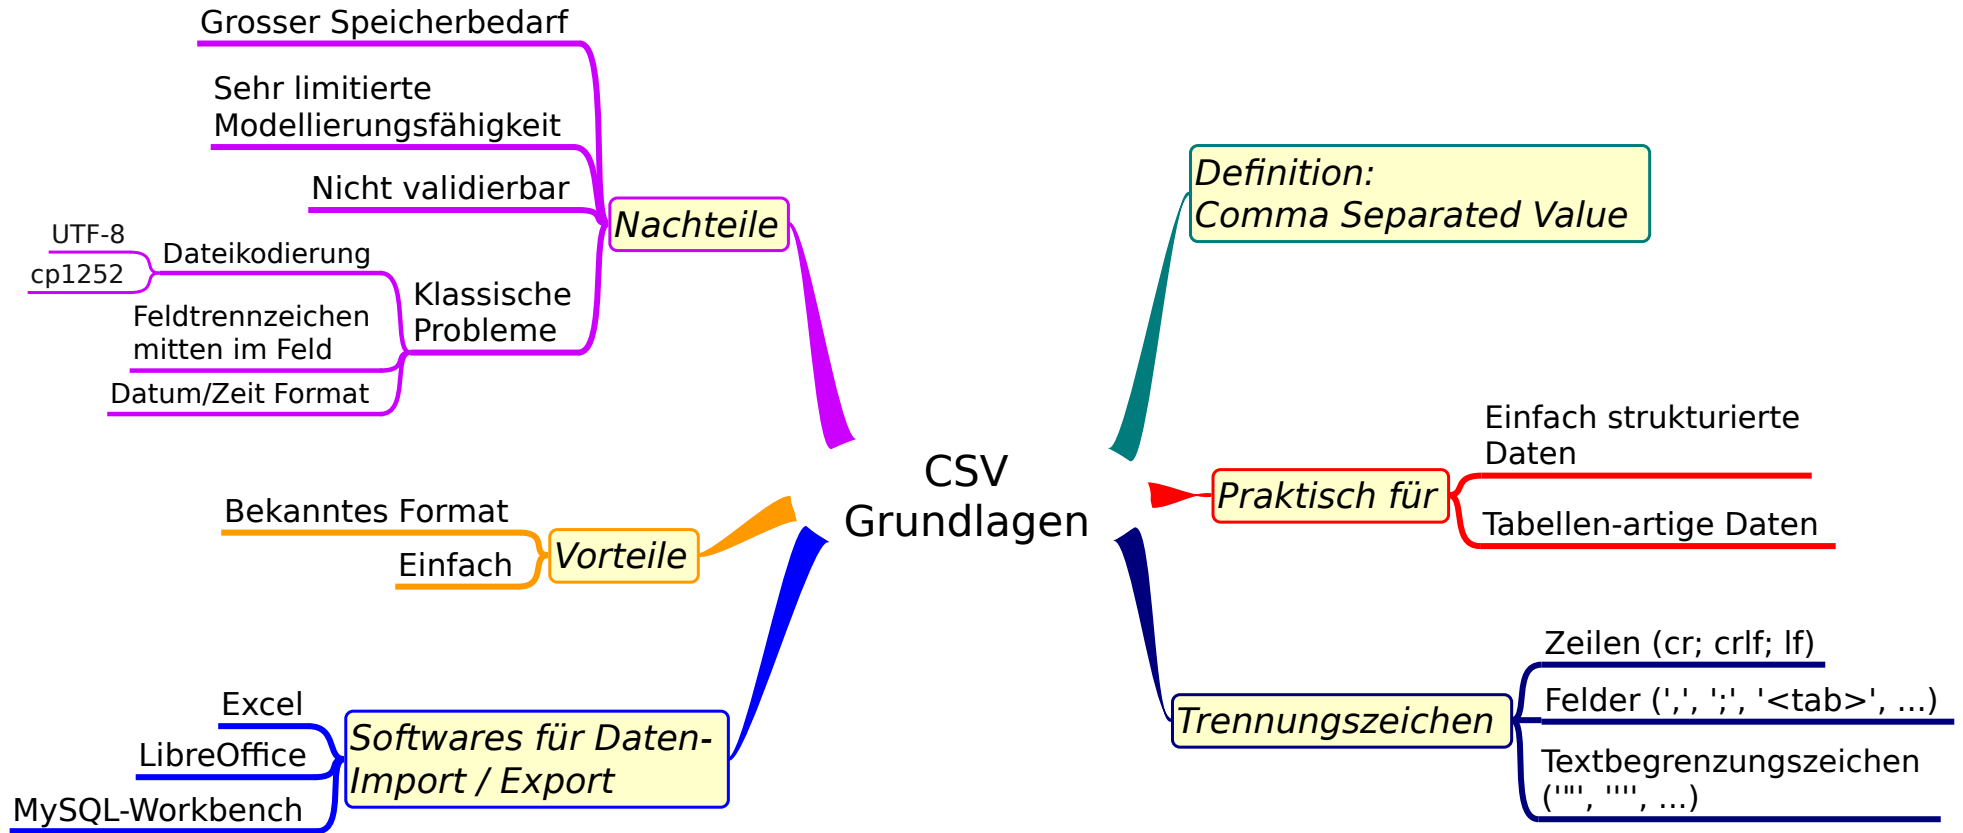 CSV
Grundlagen
Definition:
Comma Separated Value
Praktisch für
Einfach strukturierte
Daten
Tabellen-artige Daten
Trennungszeichen
Zeilen (cr; crlf; lf)
Felder (',', ';', '<tab>', ...)
Textbegrenzungszeichen
('"', ''', ...)
Nachteile
Grosser Speicherbedarf
Sehr limitierte
Modellierungsfähigkeit
Nicht validierbar
Klassische
Probleme
Dateikodierung
UTF-8
cp1252
Feldtrennzeichen
mitten im Feld
Datum/Zeit Format
Vorteile
Bekanntes Format
Einfach
Softwares für Daten-
Import / Export
Excel
LibreOffice
MySQL-Workbench